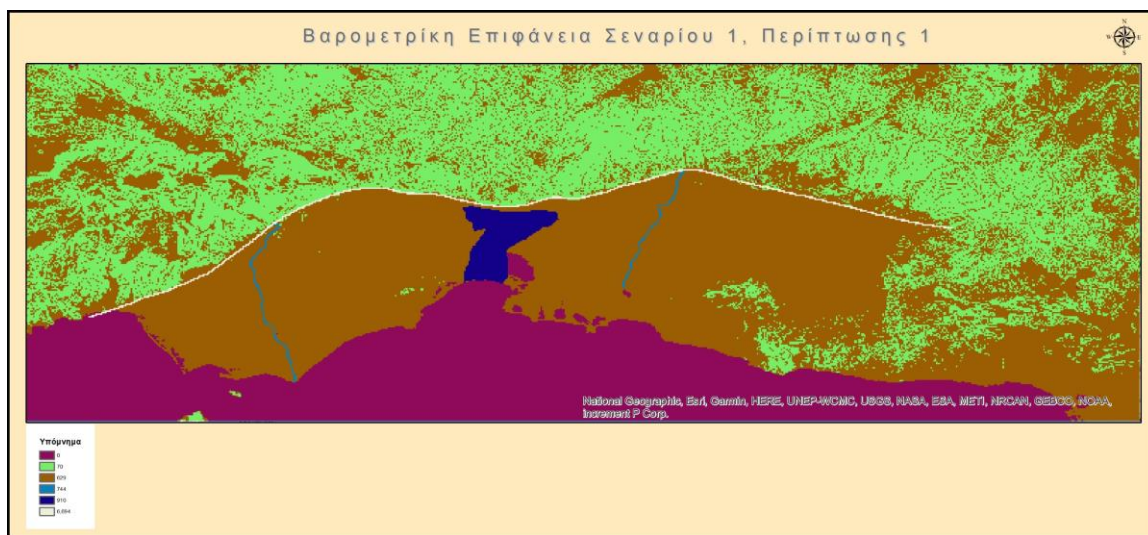 Βαρομετρική Επιφάνεια Σεναρίου 1, Περίπτωσης 1
N
W E
S
National Geographic, Esri, Garmin, HERE, UNEP-WCMC, USGS, NASA, ESA, METI, NRCAN, GEBCO, NOAA,
increment P Corp.
Υπόμνημα
0
70
744
910